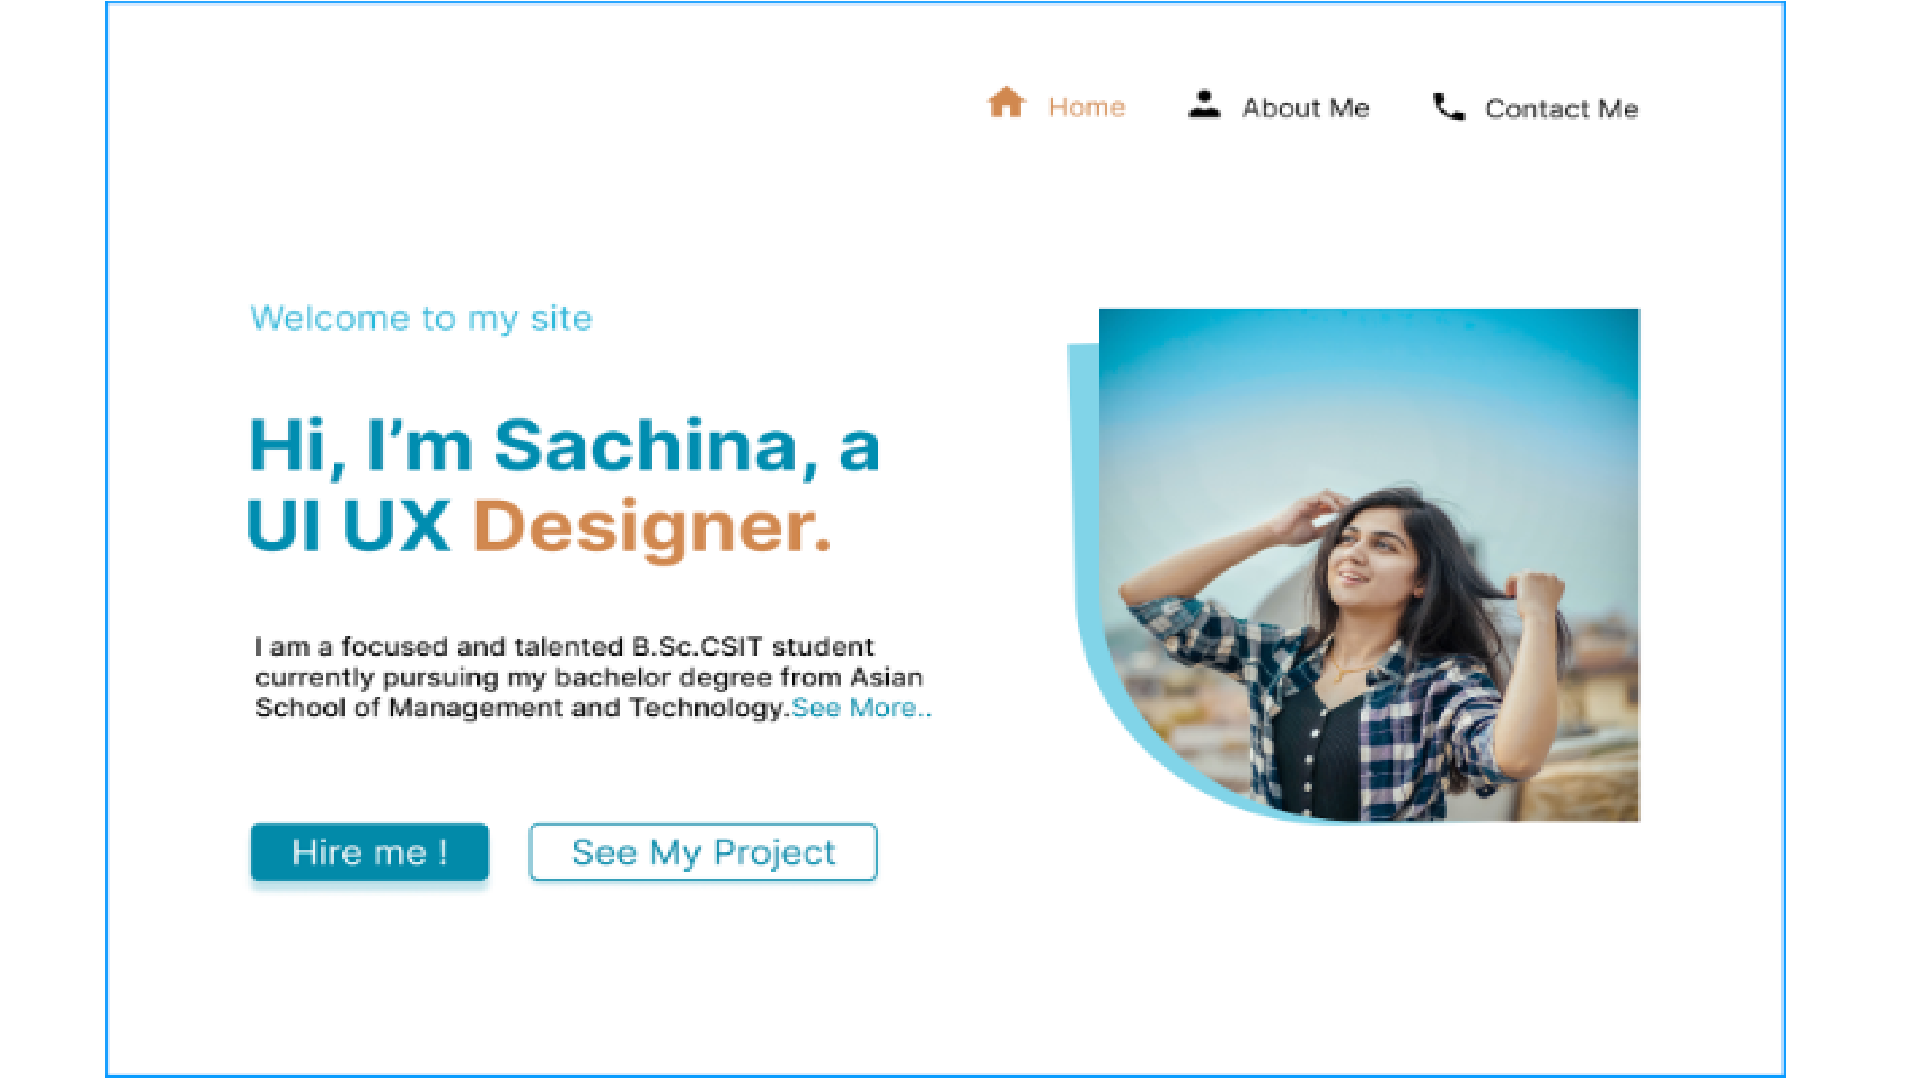 Home About Me Contact Me
Welcome to my site
Hi, I’m Sachina, a
UI UX Designer.
I am a focused and talented B.Sc.CSIT student
currently pursuing my bachelor degree from Asian
School of Management and Technology.See More..
Hire me ! See My Project